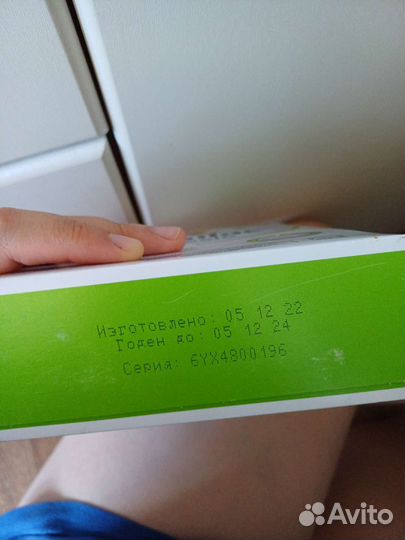 Изготовлено: 05 12 22
Годен до: 05 12 24
Серия: 6YX4800196
Avito